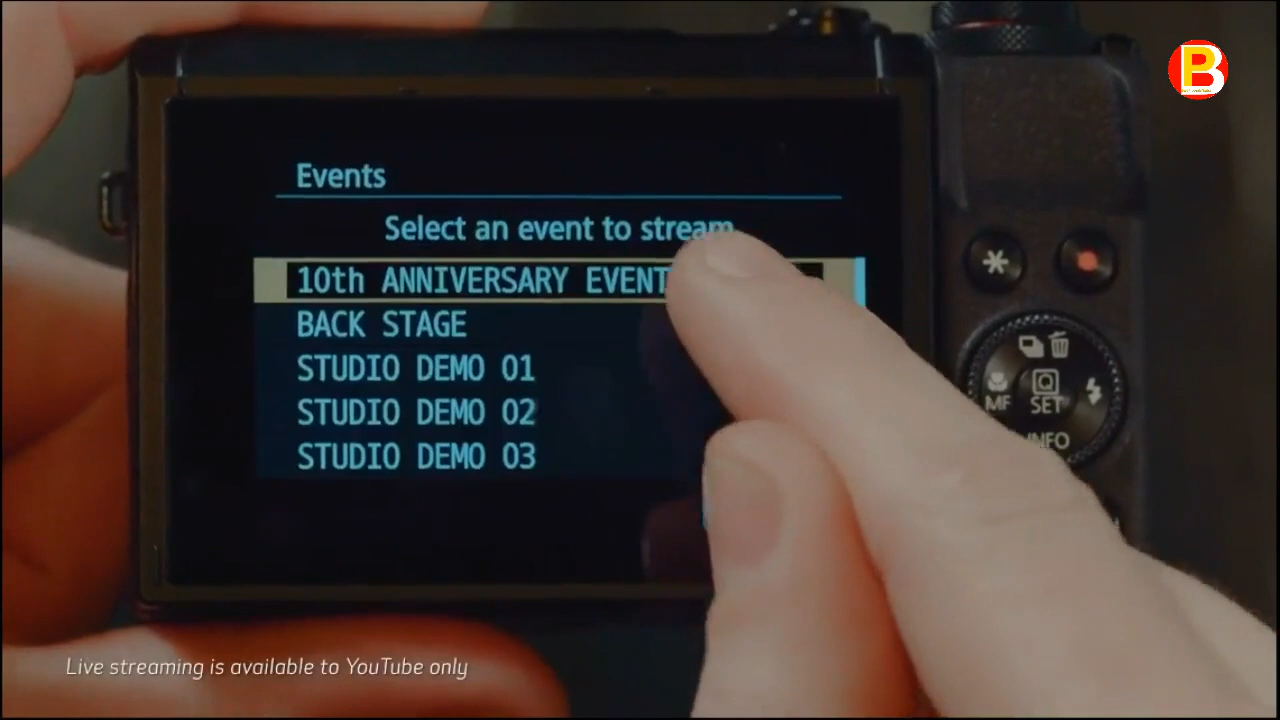 Events
Select an event to stream
10th ANNIVERSARY EVENT
BACK STAGE
STUDIO DEMO 01
STUDIO DEMO 02
STUDIO DEMO 03
MF
Q
SET
INFO
Live streaming is available to YouTube only